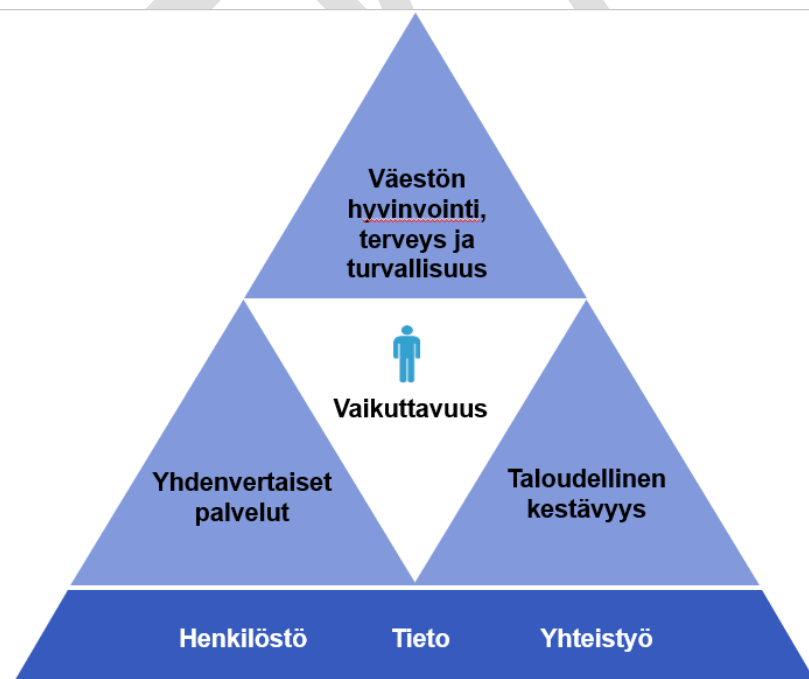 Väestön
hyvinvointi,
terveys ja
turvallisuus
Vaikuttavuus
Yhdenvertaiset
palvelut
Taloudellinen
kestävyys
Henkilöstö Tieto Yhteistyö